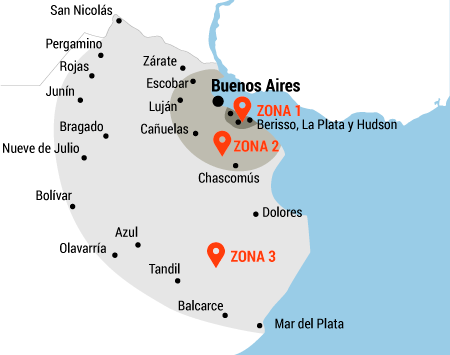 San Nicolás
Pergamino
Zárate
Rojas
Escobar
Buenos Aires
Junín
Luján
ZONA 1
Bragado
Cañuelas
Berisso, La Plata y Hudson
Nueve de Julio
ZONA 2
Chascomús
Bolívar
Dolores
Azul
Olavarría
ZONA 3
Tandil
Balcarce
Mar del Plata